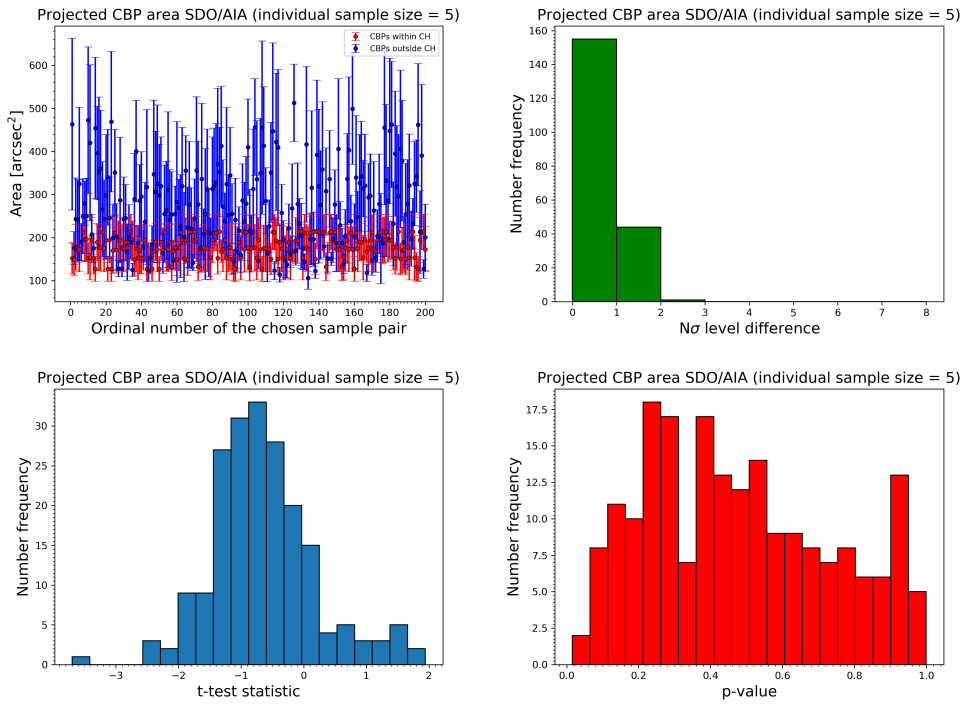 Projected CBP area SDO/AIA (individual sample size = 5)
CBPs within CH
CBPs outside CH
Area [arcsec²]
600
500
400
300
200
100
0 20 40 60 80 100 120 140 160 180 200
Ordinal number of the chosen sample pair
Projected CBP area SDO/AIA (individual sample size = 5)
Number frequency
160
140
120
100
80
60
40
20
0
0 1 2 3 4 5 6 7 8
Nσ level difference
Projected CBP area SDO/AIA (individual sample size = 5)
Number frequency
30
25
20
15
10
5
0
−3 −2 −1 0 1 2
t-test statistic
Projected CBP area SDO/AIA (individual sample size = 5)
Number frequency
17.5
15.0
12.5
10.0
7.5
5.0
2.5
0.0
0.0 0.2 0.4 0.6 0.8 1.0
p-value